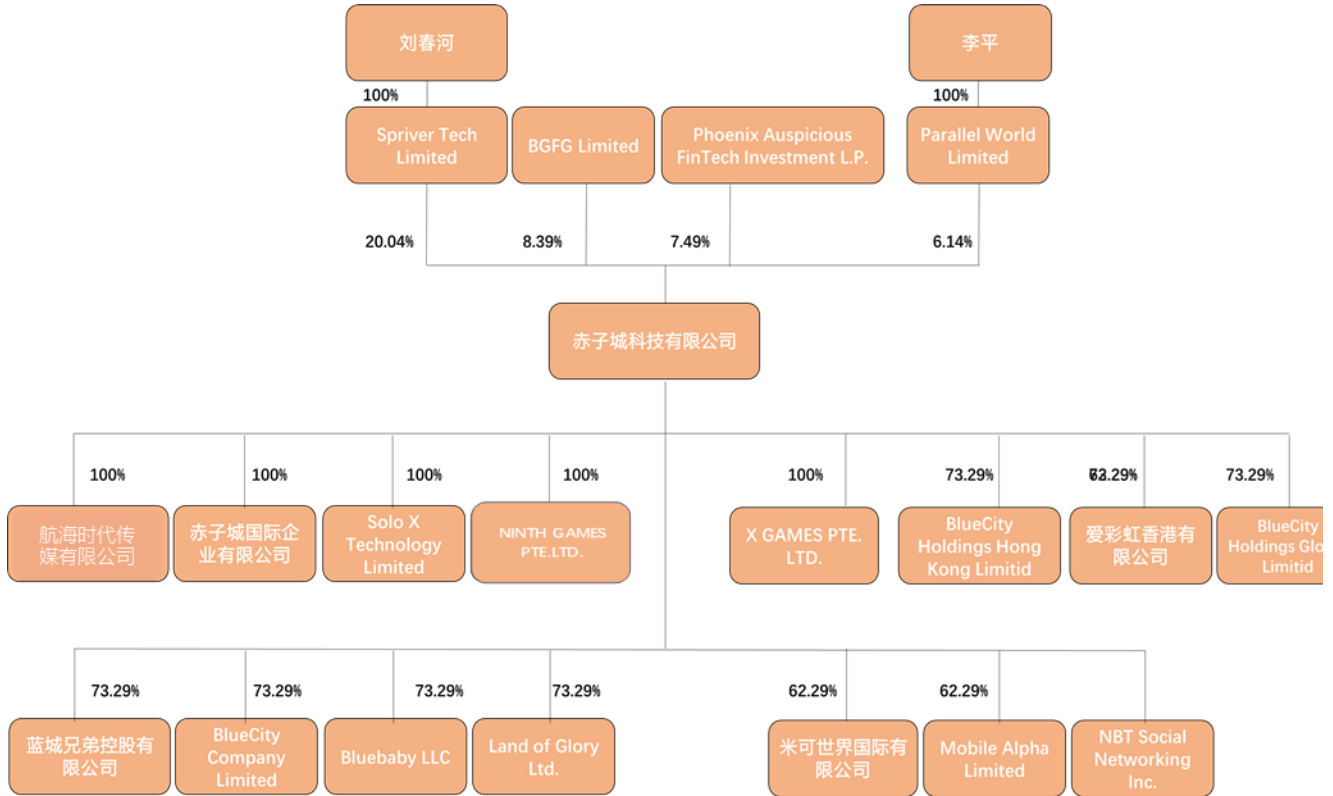 刘春河
李平
100%
100%
Spriver Tech
Limited
BGFG Limited
Phoenix Auspicious
FinTech Investment L.P.
Parallel World
Limited
20.04%
8.39%
7.49%
6.14%
赤子城科技有限公司
100%
100%
100%
100%
100%
73.29%
73.29%
航海时代传
媒有限公司
赤子城国际企
业有限公司
Solo X
Technology
Limited
NINTH GAMES
PTE.LTD.
X GAMES PTE.
LTD.
BlueCity
Holdings Hong
Kong Limitid
爱彩虹香港有
限公司
BlueCity
Holdings Glo
Limitid
73.29%
73.29%
73.29%
73.29%
62.29%
62.29%
蓝城兄弟控股有
限公司
BlueCity
Company
Limited
Bluebaby LLC
Land of Glory
Ltd.
米可世界国际有
限公司
Mobile Alpha
Limited
NBT Social
Networking
Inc.